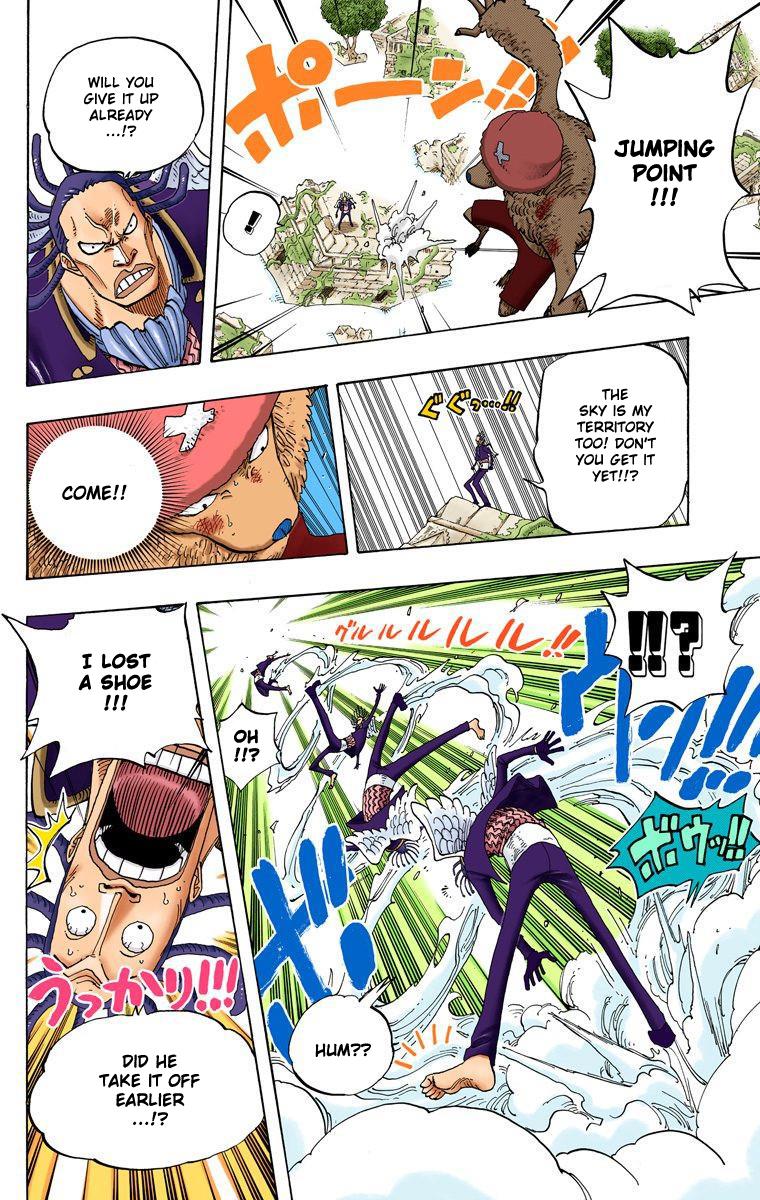 JUMPING
POINT
!!!
ポーン!!
!!
WILL YOU
GIVE IT UP
ALREADY
...!?
THE
SKY IS MY
TERRITORY
TOO! DON'T
YOU GET IT
YET!!?
ぐぐっ…!!
COME!!
!!?
グルルルルルル!!
OH
!!?
ボウッ!!
HUM??
I LOST
A SHOE
!!!
うっかり!!!
DID HE
TAKE IT OFF
EARLIER
...!?